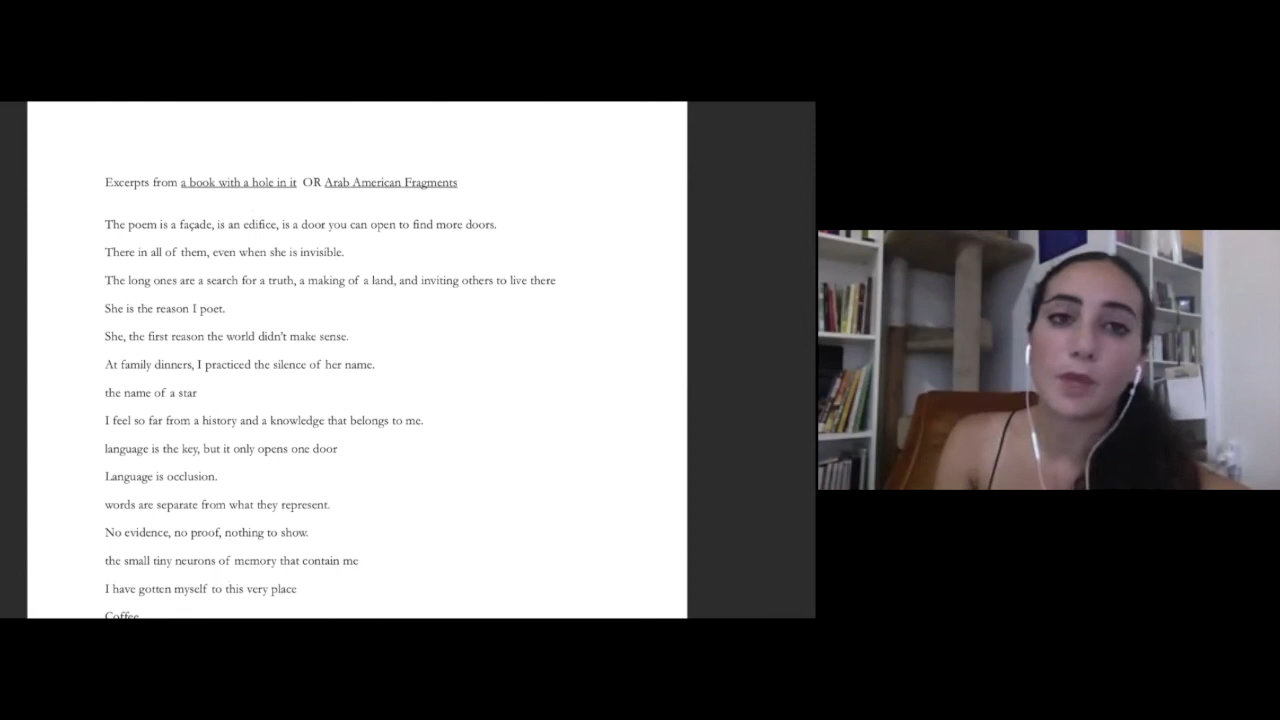 Excerpts from a book with a hole in it OR Arab American Fragments
The poem is a façade, is an edifice, is a door you can open to find more doors.
There in all of them, even when she is invisible.
The long ones are a search for a truth, a making of a land, and inviting others to live there
She is the reason I poet.
She, the first reason the world didn’t make sense.
At family dinners, I practiced the silence of her name.
the name of a star
I feel so far from a history and a knowledge that belongs to me.
language is the key, but it only opens one door
Language is occlusion.
words are separate from what they represent.
No evidence, no proof, nothing to show.
the small tiny neurons of memory that contain me
I have gotten myself to this very place
Coffee